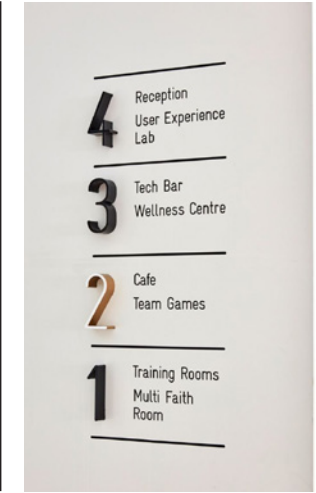 4
Reception
User Experience
Lab
3
Tech Bar
Wellness Centre
2
Cafe
Team Games
1
Training Rooms
Multi Faith
Room